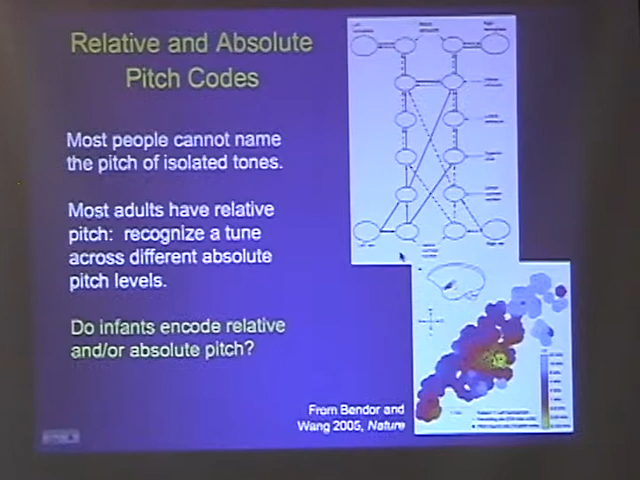 Relative and Absolute
Pitch Codes
Most people cannot name
the pitch of isolated tones.
Most adults have relative
pitch: recognize a tune
across different absolute
pitch levels.
Do infants encode relative
and/or absolute pitch?
From Bendor and
Wang 2005, Nature